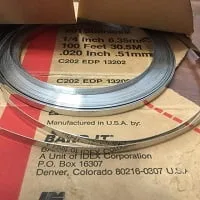 1/4 Inch 6.35mm
100 Feet 30.5M
.020 Inch .51mm
C202 EDP 13202
C202 EDP 13202
Manufactured in U.S.A. by:
BAND-IT
A Unit of IDEX Corporation
P.O. Box 16307
Denver, Colorado 80216-0307 U.S.A.